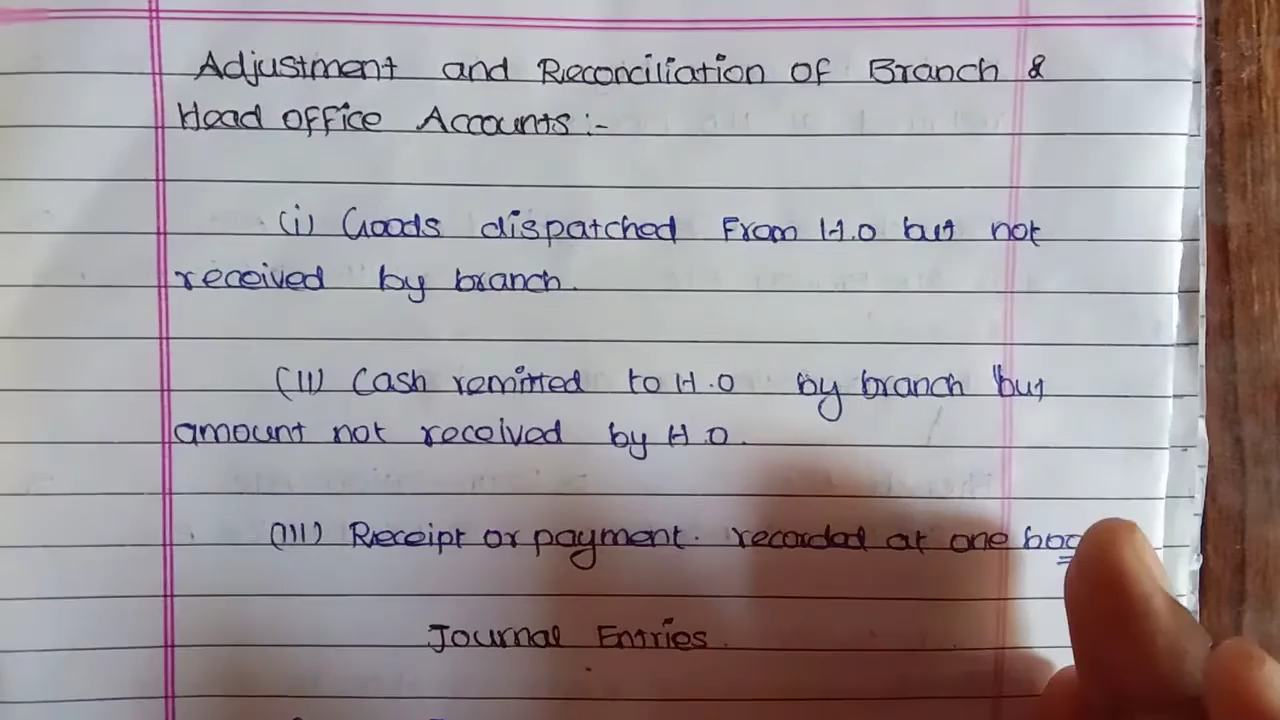 Adjustment and Reconciliation of Branch &
Head office Accounts :-
(i) Goods dispatched From H.O but not
received by branch.
(II) Cash remitted to H.O by branch but
amount not received by H.O.
(III) Receipt or payment. recorded at one
Journal Entries.